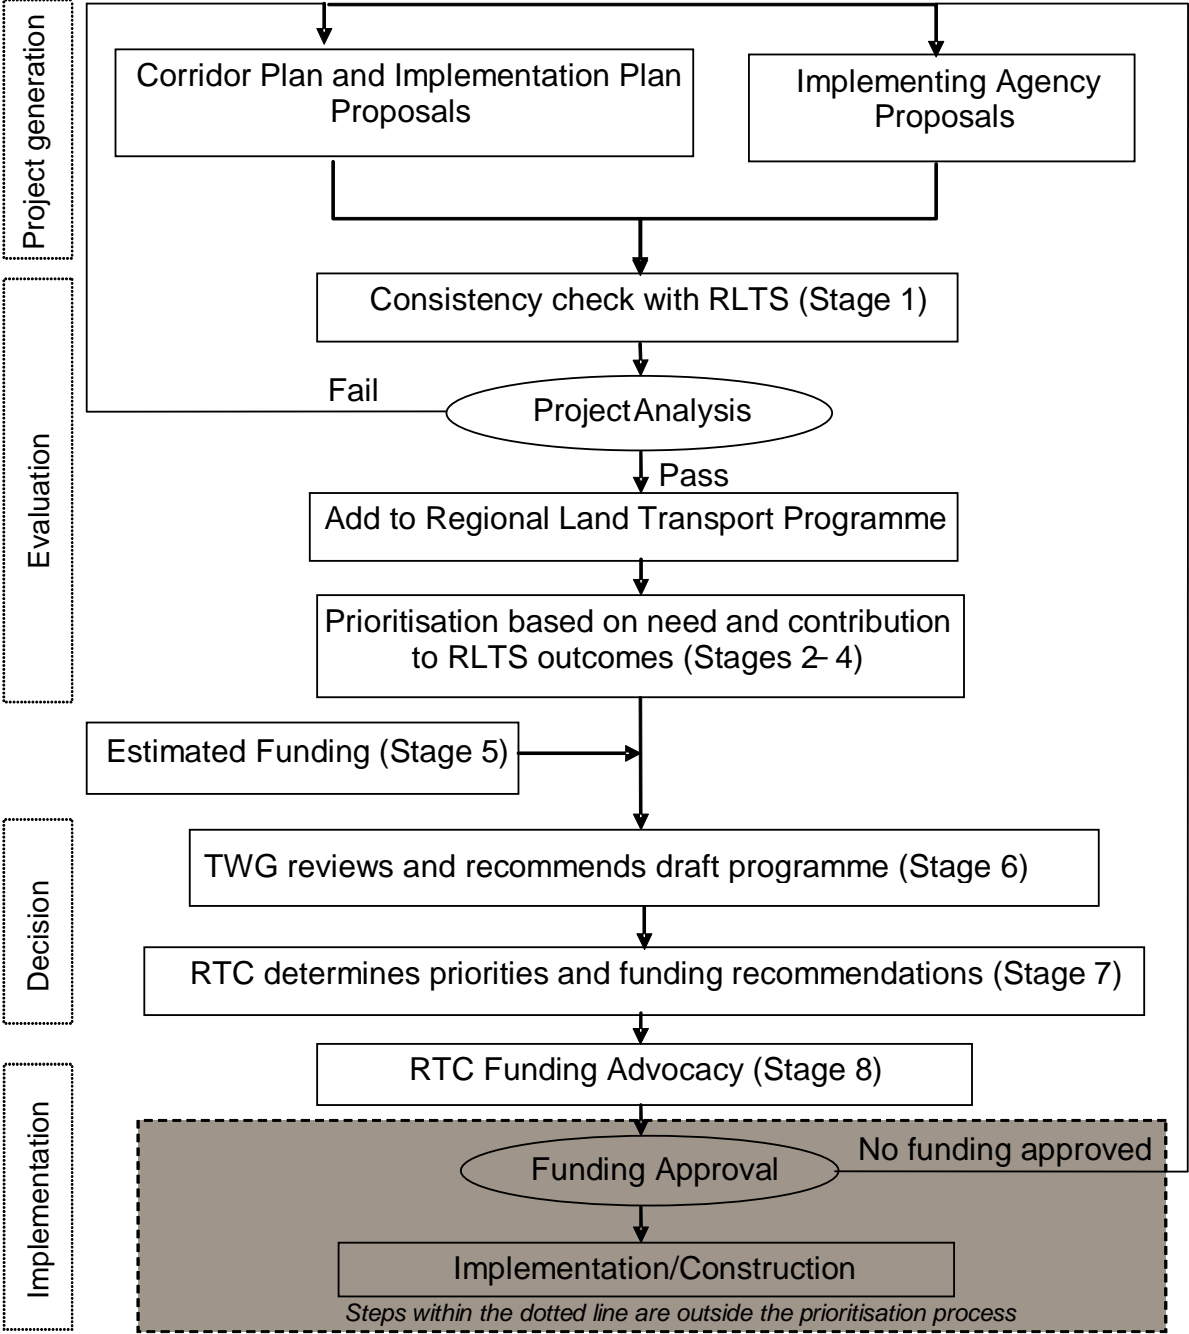 Project generation
Corridor Plan and Implementation Plan
Proposals
Implementing Agency
Proposals
Evaluation
Consistency check with RLTS (Stage 1)
Fail
Project Analysis
Pass
Add to Regional Land Transport Programme
Prioritisation based on need and contribution
to RLTS outcomes (Stages 2– 4)
Estimated Funding (Stage 5)
Decision
TWG reviews and recommends draft programme (Stage 6)
RTC determines priorities and funding recommendations (Stage 7)
Implementation
RTC Funding Advocacy (Stage 8)
No funding approved
Funding Approval
Implementation/Construction
Steps within the dotted line are outside the prioritisation process